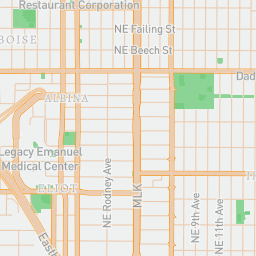 Restaurant Corporation
NE Failing St
BOISE
NE Beech St
Dad
ALBINA
Legacy Emanuel
Medical Center
ELIOT
NE Rodney Ave
MLK
NE 9th Ave
NE 11th Ave
East